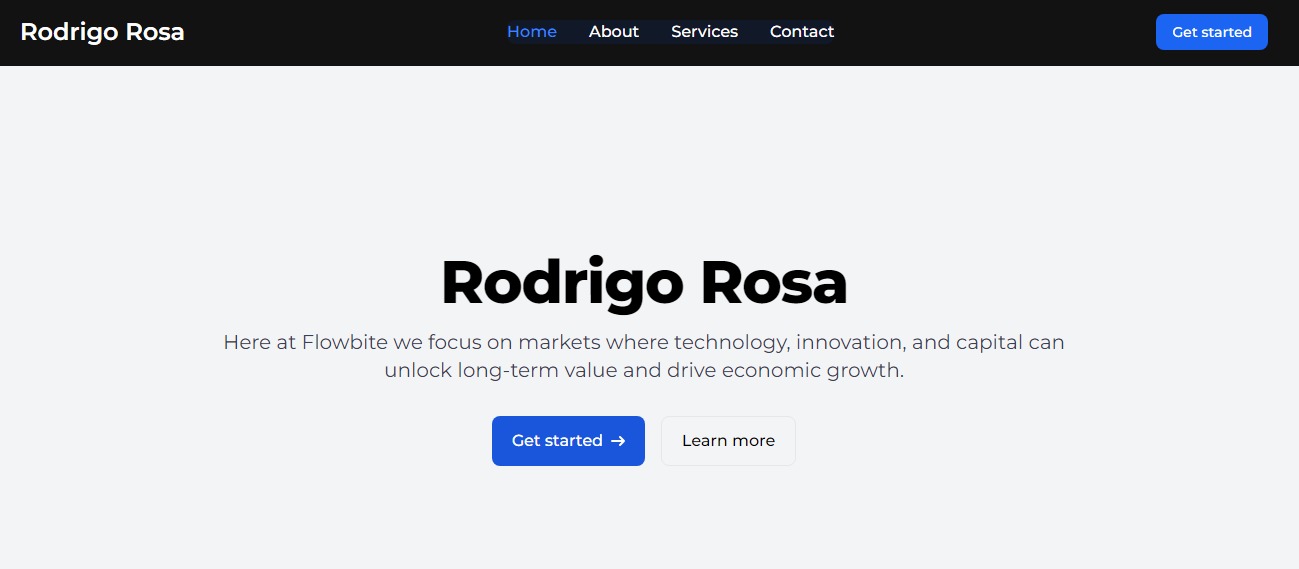 Rodrigo Rosa
Home About Services Contact
Get started
Rodrigo Rosa
Here at Flowbite we focus on markets where technology, innovation, and capital can
unlock long-term value and drive economic growth.
Get started →
Learn more